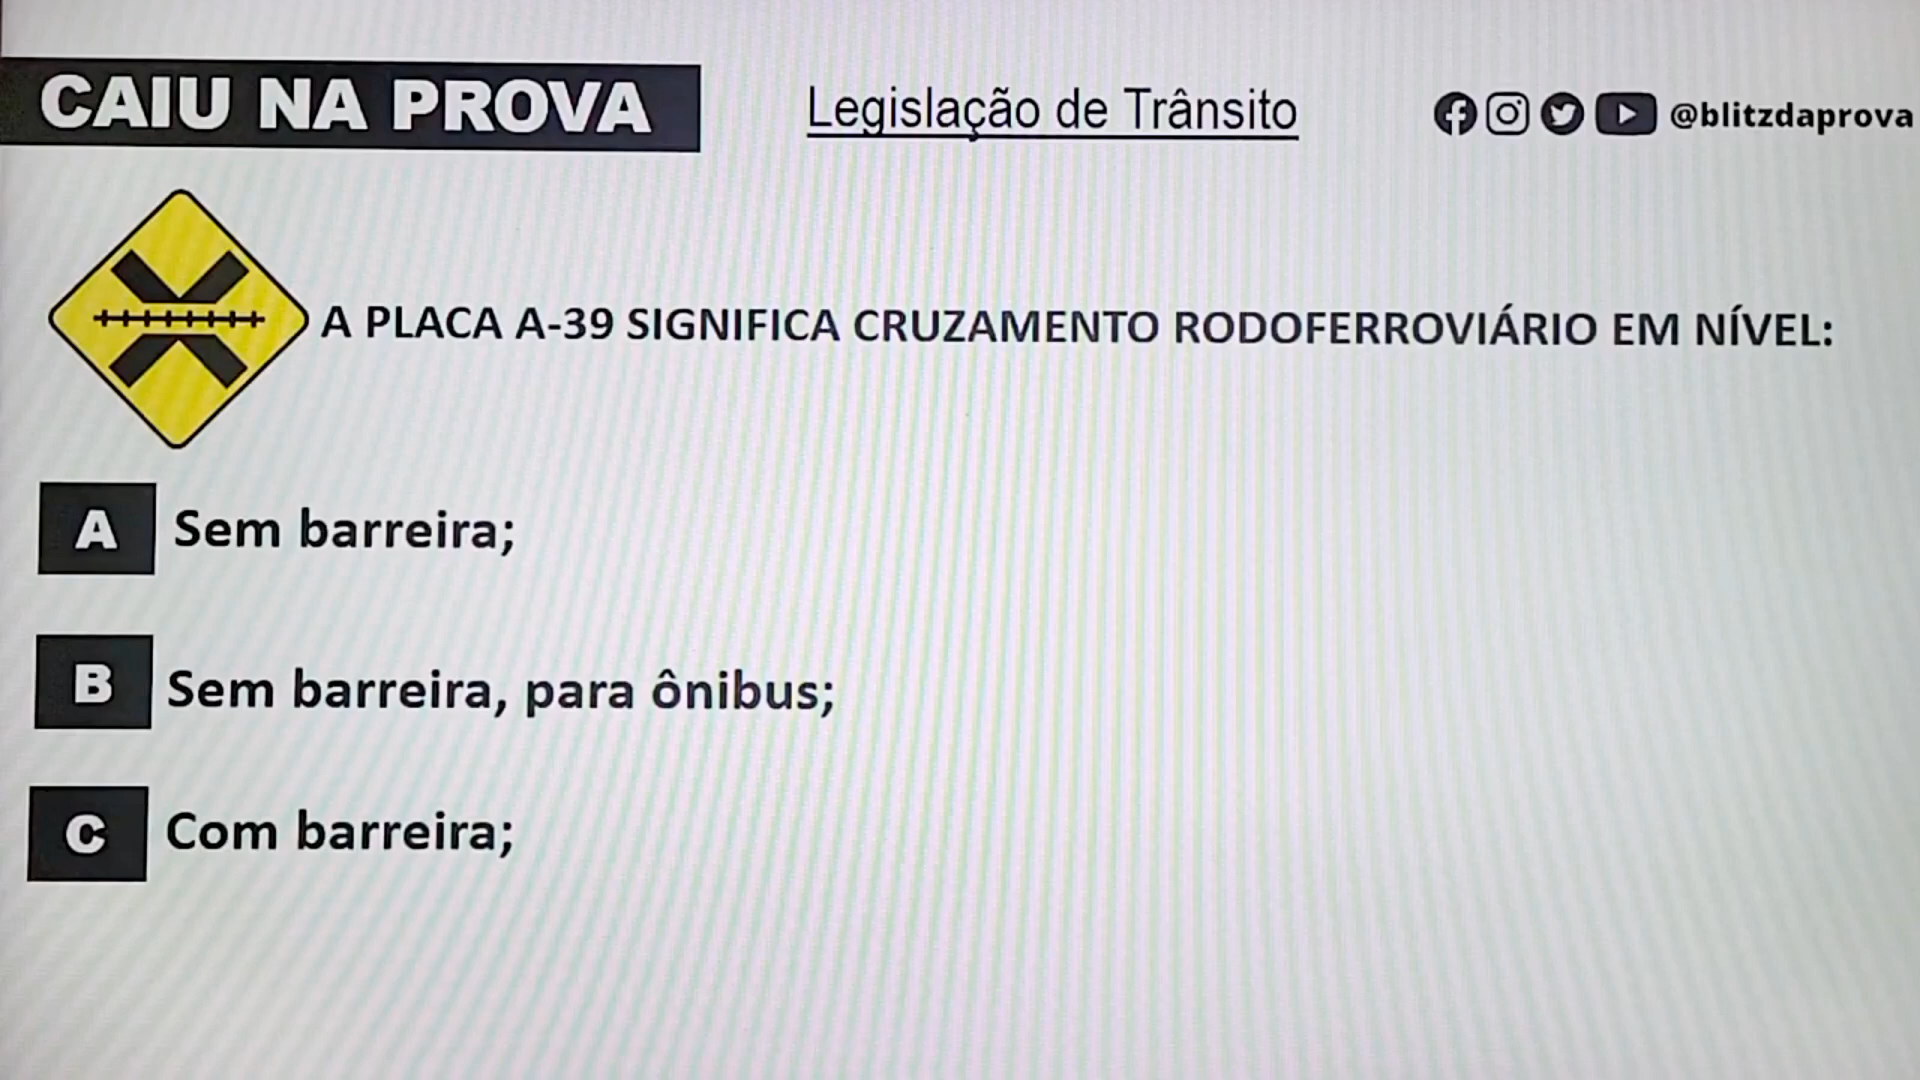 CAIU NA PROVA
Legislação de Trânsito
@blitzdaprova
A PLACA A-39 SIGNIFICA CRUZAMENTO RODOFERROVIÁRIO EM NÍVEL:
A Sem barreira;
B Sem barreira, para ônibus;
C Com barreira;